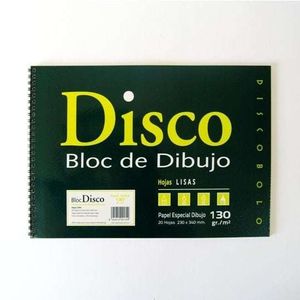 Disco
Bloc de Dibujo
Hojas LISAS
Bloc Disco
Papel Especial Dibujo 130
20 Hojas 230 x 340 mm. gr./m²
DISCOBOLO